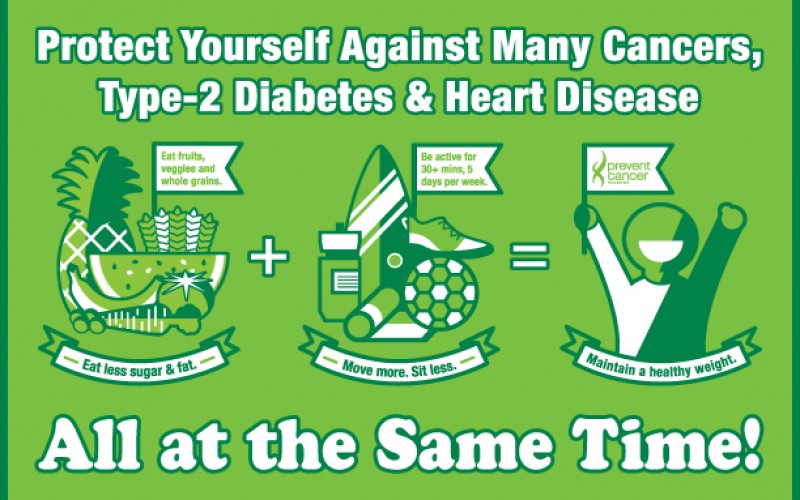 Protect Yourself Against Many Cancers,
Type-2 Diabetes & Heart Disease
Eat fruits,
veggies and
whole grains.
Eat less sugar & fat.
+
Be active for
30+ mins, 5
days per week.
Move more. Sit less.
=
prevent
cancer
Maintain a healthy weight.
All at the Same Time!